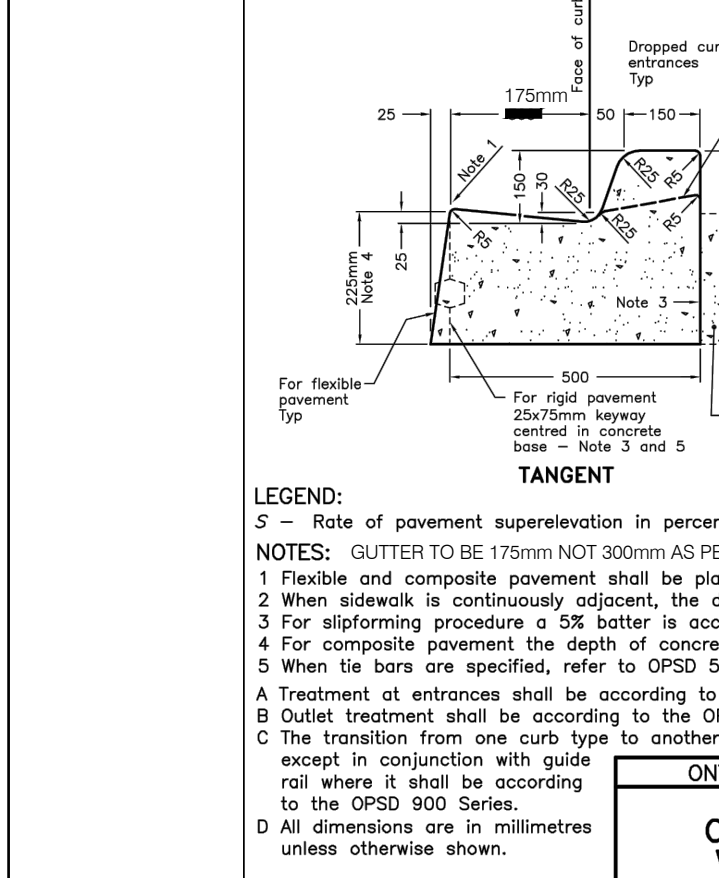 Face of curb
Dropped cur
entrances
Typ
175mm
25
50
150
Note 1
150
30
R25
R25
R5
R5
R25
R5
25
225mm
Note 4
Note 3
500
For flexible
pavement
Typ
For rigid pavement
25x75mm keyway
centred in concrete
base – Note 3 and 5
TANGENT
LEGEND:
S – Rate of pavement superelevation in percen
NOTES: GUTTER TO BE 175mm NOT 300mm AS PE
1 Flexible and composite pavement shall be pla
2 When sidewalk is continuously adjacent, the d
3 For slipforming procedure a 5% batter is acc
4 For composite pavement the depth of concre
5 When tie bars are specified, refer to OPSD 5
A Treatment at entrances shall be according to
B Outlet treatment shall be according to the OP
C The transition from one curb type to another
except in conjunction with guide
rail where it shall be according
to the OPSD 900 Series.
D All dimensions are in millimetres
unless otherwise shown.
ONT